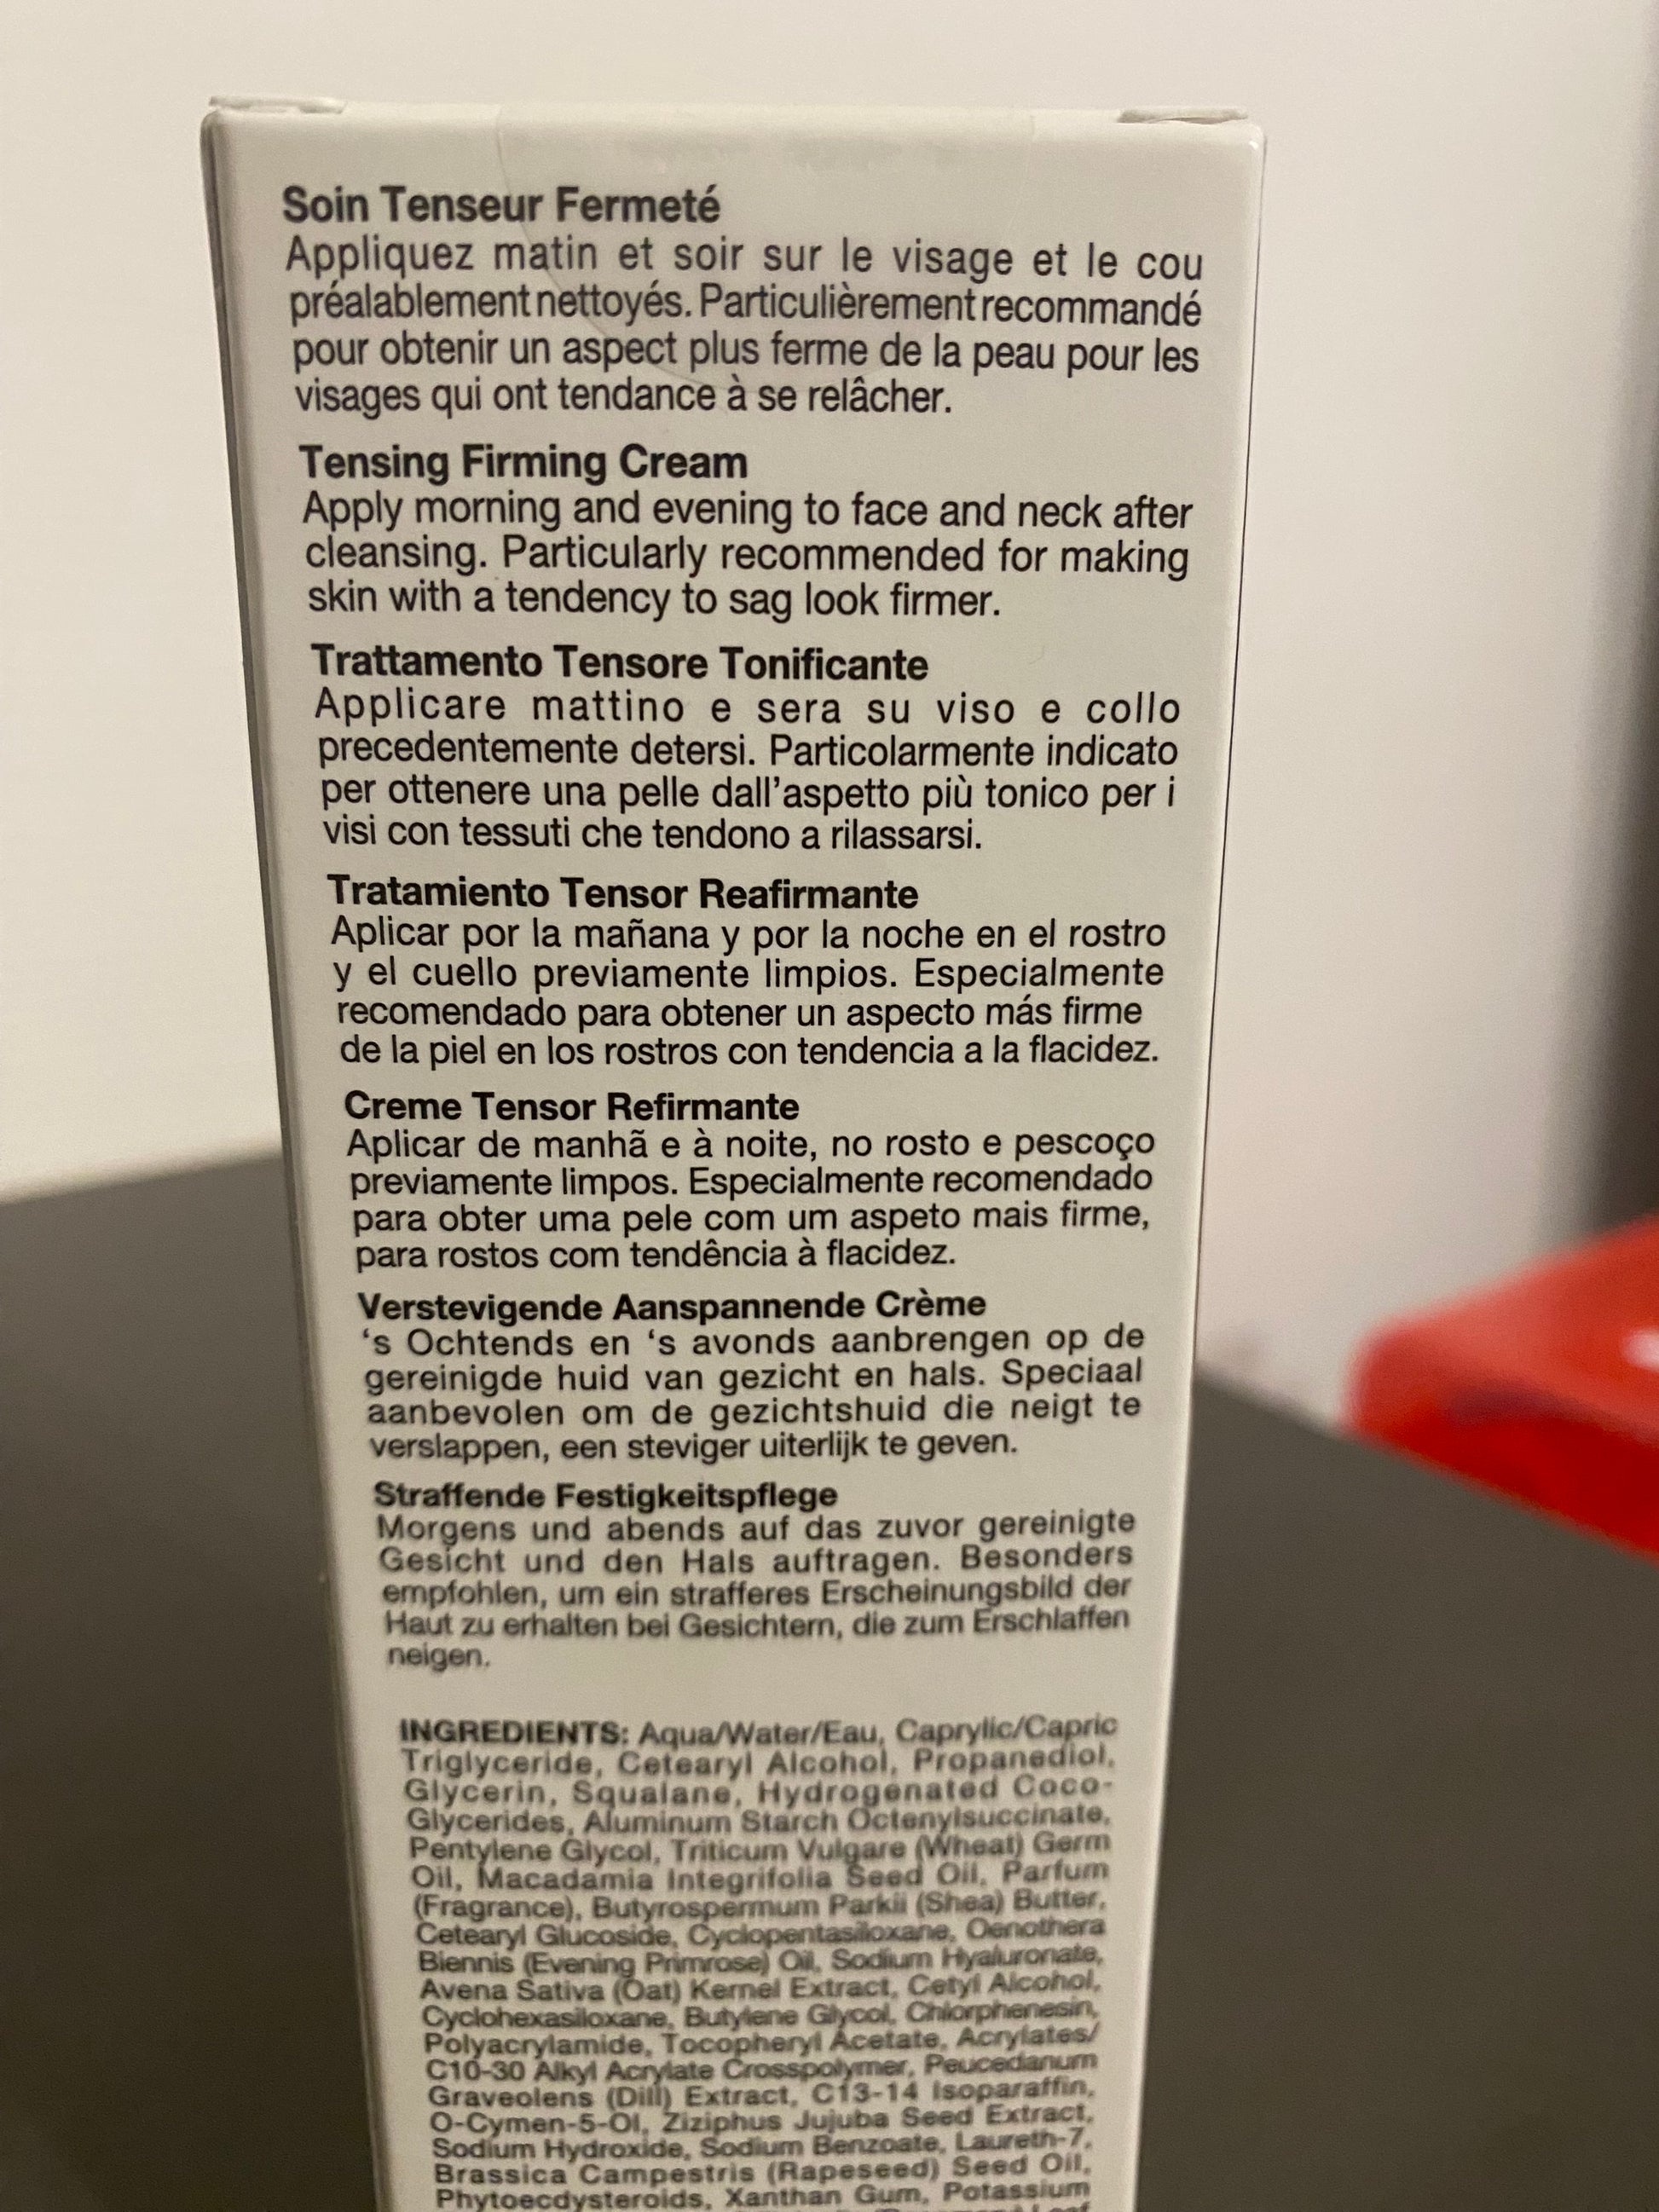 Soin Tenseur Fermeté
Appliquez matin et soir sur le visage et le cou
préalablement nettoyés. Particulièrement recommandé
pour obtenir un aspect plus ferme de la peau pour les
visages qui ont tendance à se relâcher.
Tensing Firming Cream
Apply morning and evening to face and neck after
cleansing. Particularly recommended for making
skin with a tendency to sag look firmer.
Trattamento Tensore Tonificante
Applicare mattino e sera su viso e collo
precedentemente detersi. Particolarmente indicato
per ottenere una pelle dall'aspetto più tonico per i
visi con tessuti che tendono a rilassarsi.
Tratamiento Tensor Reafirmante
Aplicar por la mañana y por la noche en el rostro
y el cuello previamente limpios. Especialmente
recomendado para obtener un aspecto más firme
de la piel en los rostros con tendencia a la flacidez.
Creme Tensor Refirmante
Aplicar de manhã e à noite, no rosto e pescoço
previamente limpos. Especialmente recomendado
para obter uma pele com um aspeto mais firme,
para rostos com tendência à flacidez.
Verstevigende Aanspannende Crème
‘s Ochtends en ‘s avonds aanbrengen op de
gereinigde huid van gezicht en hals. Speciaal
aanbevolen om de gezichtshuid die neigt te
verslappen, een steviger uiterlijk te geven.
Straffende Festigkeitspflege
Morgens und abends auf das zuvor gereinigte
Gesicht und den Hals auftragen. Besonders
empfohlen, um ein strafferes Erscheinungsbild der
Haut zu erhalten bei Gesichtern, die zum Erschlaffen
neigen.
INGREDIENTS: Aqua/Water/Eau, Caprylic/Capric
Triglyceride, Cetearyl Alcohol, Propanediol,
Glycerin, Squalane, Hydrogenated Coco-
Glycerides, Aluminum Starch Octenylsuccinate,
Pentylene Glycol, Triticum Vulgare (Wheat) Germ
Oil, Macadamia Integrifolia Seed Oil, Parfum
(Fragrance), Butyrospermum Parkii (Shea) Butter,
Cetearyl Glucoside, Cyclopentasiloxane, Oenothera
Biennis (Evening Primrose) Oil, Sodium Hyaluronate,
Avena Sativa (Oat) Kernel Extract, Cetyl Alcohol,
Cyclohexasiloxane, Butylene Glycol, Chlorphenesin,
Polyacrylamide, Tocopheryl Acetate, Acrylates/
C10-30 Alkyl Acrylate Crosspolymer, Peucedanum
Graveolens (Dill) Extract, C13-14 Isoparaffin,
O-Cymen-5-Ol, Ziziphus Jujuba Seed Extract,
Sodium Hydroxide, Sodium Benzoate, Laureth-7,
Brassica Campestris (Rapeseed) Seed Oil,
Phytoecdysteroids, Xanthan Gum, Potassium